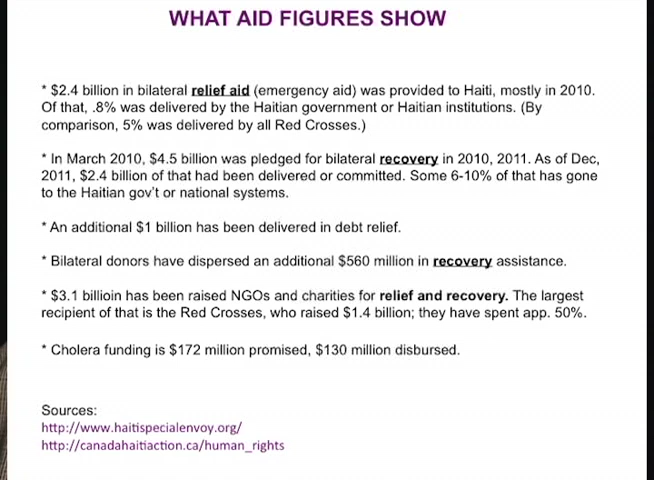 WHAT AID FIGURES SHOW
* $2.4 billion in bilateral relief aid (emergency aid) was provided to Haiti, mostly in 2010.
Of that, .8% was delivered by the Haitian government or Haitian institutions. (By
comparison, 5% was delivered by all Red Crosses.)
* In March 2010, $4.5 billion was pledged for bilateral recovery in 2010, 2011. As of Dec,
2011, $2.4 billion of that had been delivered or committed. Some 6-10% of that has gone
to the Haitian gov't or national systems.
* An additional $1 billion has been delivered in debt relief.
* Bilateral donors have dispersed an additional $560 million in recovery assistance.
* $3.1 billioin has been raised NGOs and charities for relief and recovery. The largest
recipient of that is the Red Crosses, who raised $1.4 billion; they have spent app. 50%.
* Cholera funding is $172 million promised, $130 million disbursed.
Sources:
http://www.haitispecialenvoy.org/
http://canadahaitiaction.ca/human_rights